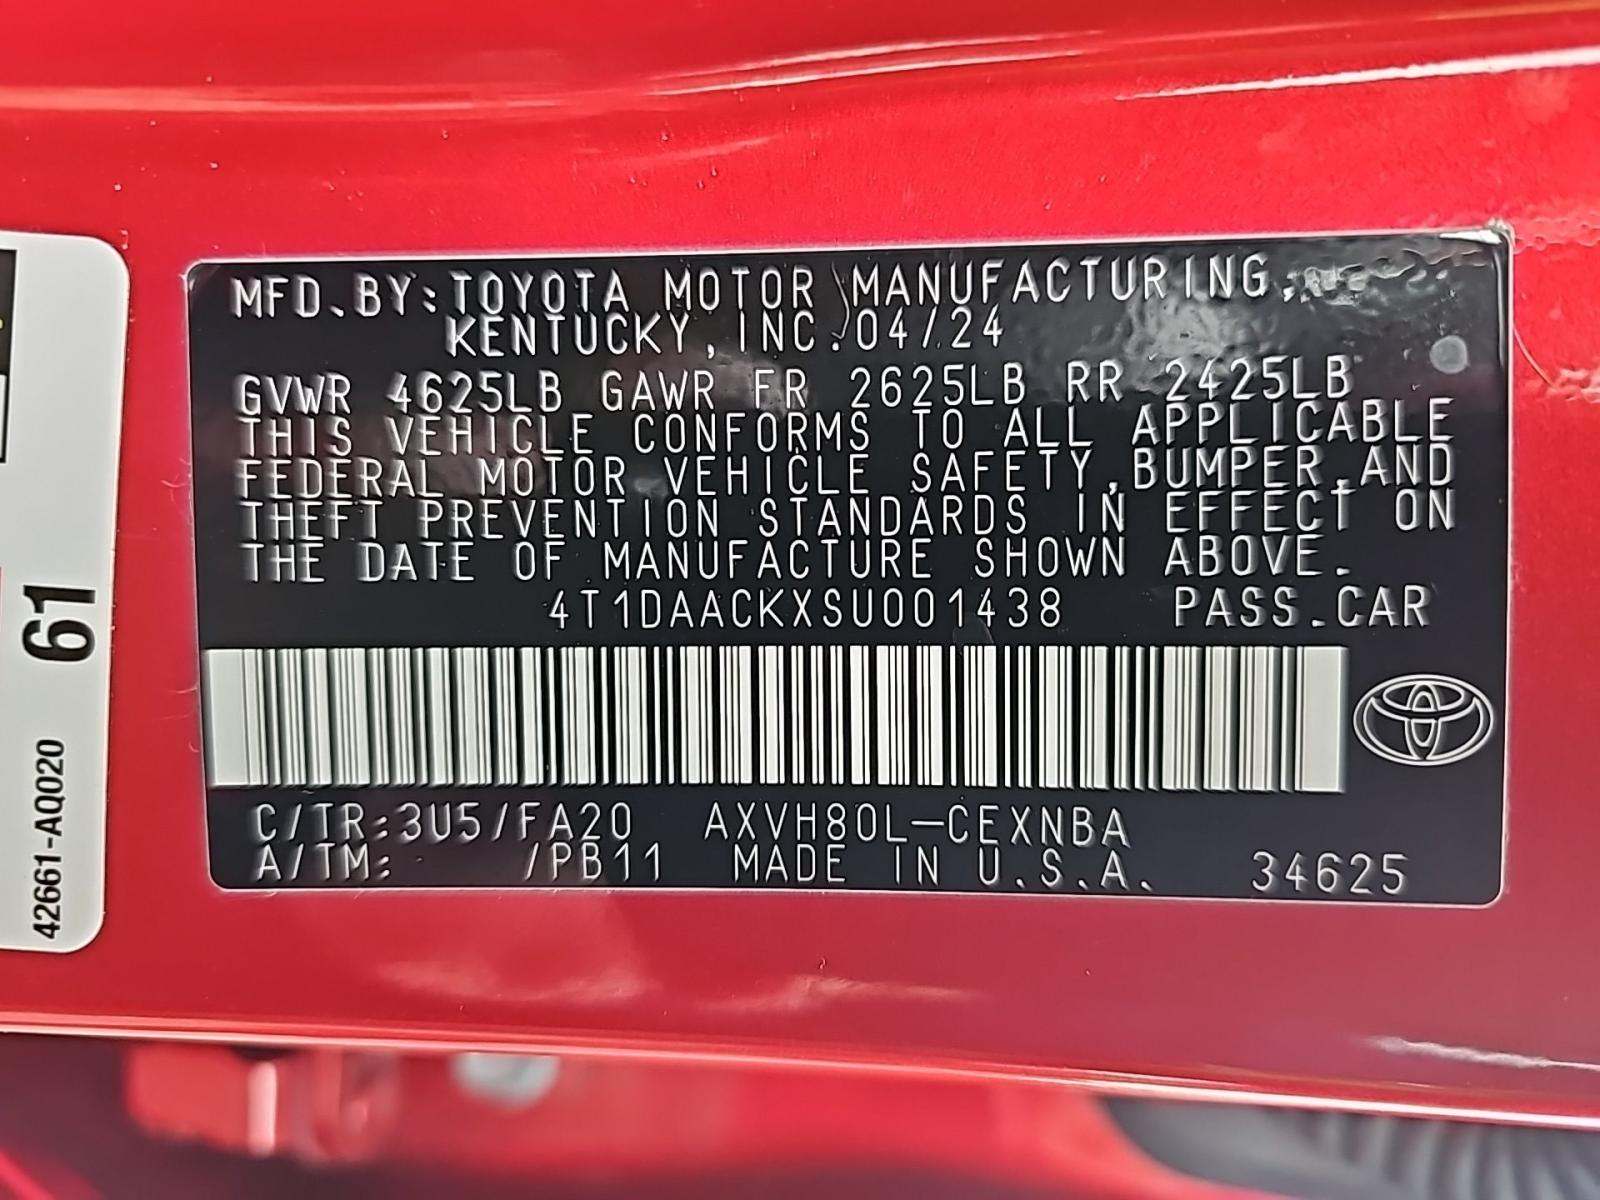 MFD.BY:TOYOTA MOTOR MANUFACTURING,
KENTUCKY, INC. 04/24
GVWR 4625LB GAWR FR 2625LB RR 2425LB
THIS VEHICLE CONFORMS TO ALL APPLICABLE
FEDERAL MOTOR VEHICLE SAFETY,BUMPER,AND
THEFT PREVENTION STANDARDS IN EFFECT ON
THE DATE OF MANUFACTURE SHOWN ABOVE.
4T1DAACKXSU001438 PASS.CAR
C/TR:3U5/FA20 AXVH80L-CEXNBA
A/TM: /PB11 MADE IN U.S.A. 34625
42661-AQ020 61